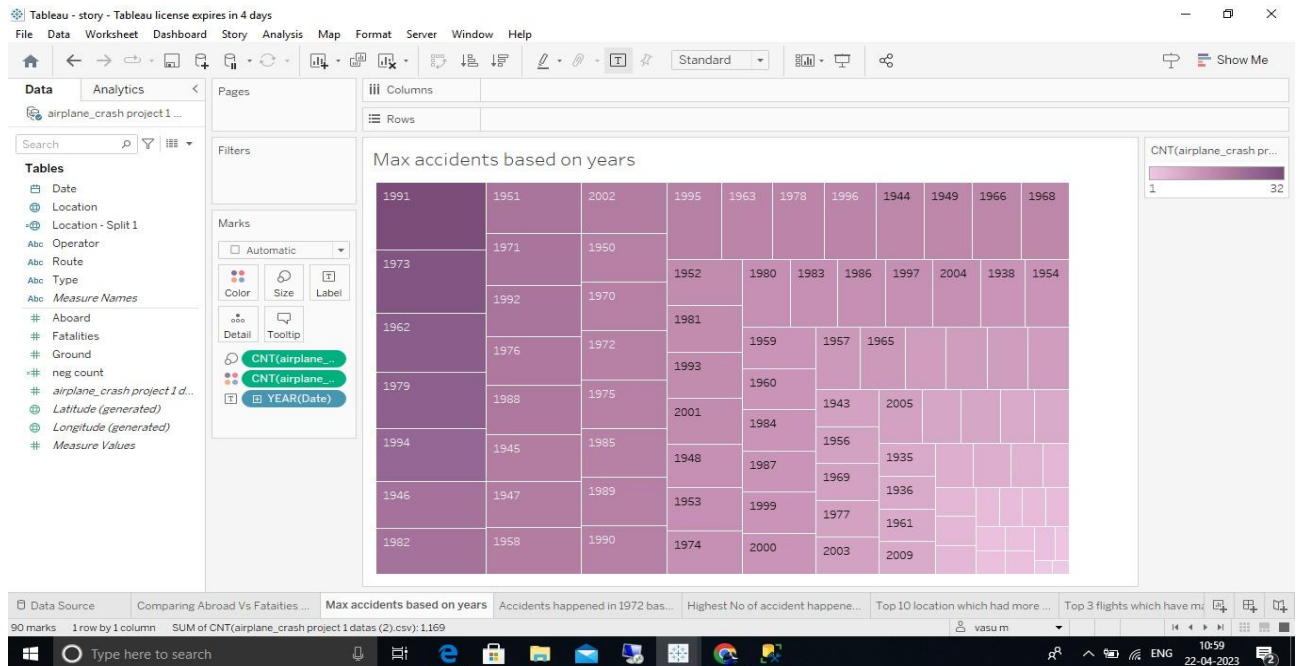 Tableau - story - Tableau license expires in 4 days
File Data Worksheet Dashboard Story Analysis Map Format Server Window Help
Standard
Show Me
Data Analytics
airplane_crash project 1 ...
Search
Tables
Date
Location
Location - Split 1
Abc Operator
Abc Route
Abc Type
Abc Measure Names
# Aboard
# Fatalities
# Ground
=# neg count
# airplane_crash project 1 d...
Latitude (generated)
Longitude (generated)
# Measure Values
Pages
Filters
Marks
Automatic
Color Size Label
Detail Tooltip
CNT(airplane_..
CNT(airplane_..
YEAR(Date)
Columns
Rows
Max accidents based on years
1991 1951 2002 1995 1963 1978 1996 1944 1949 1966 1968
1971 1950
1973 1952 1980 1983 1986 1997 2004 1938 1954
1992 1970
1962 1981
1976 1972 1959 1957 1965
1993
1979 1988 1975 1960
2001 1943 2005
1984
1994 1945 1985 1956
1948 1987 1935
1969
1946 1947 1989 1953 1999 1936
1977
1961
1982 1958 1990 1974 2000 2003 2009
CNT(airplane_crash pr...
1 32
Data Source Comparing Abroad Vs Fataities ... Max accidents based on years Accidents happened in 1972 bas... Highest No of accident happene... Top 10 location which had more ... Top 3 flights which have ma
90 marks 1 row by 1 column SUM of CNT(airplane_crash project 1 datas (2).csv): 1,169
vasu m
Type here to search
ENG
10:59
22-04-2023
2